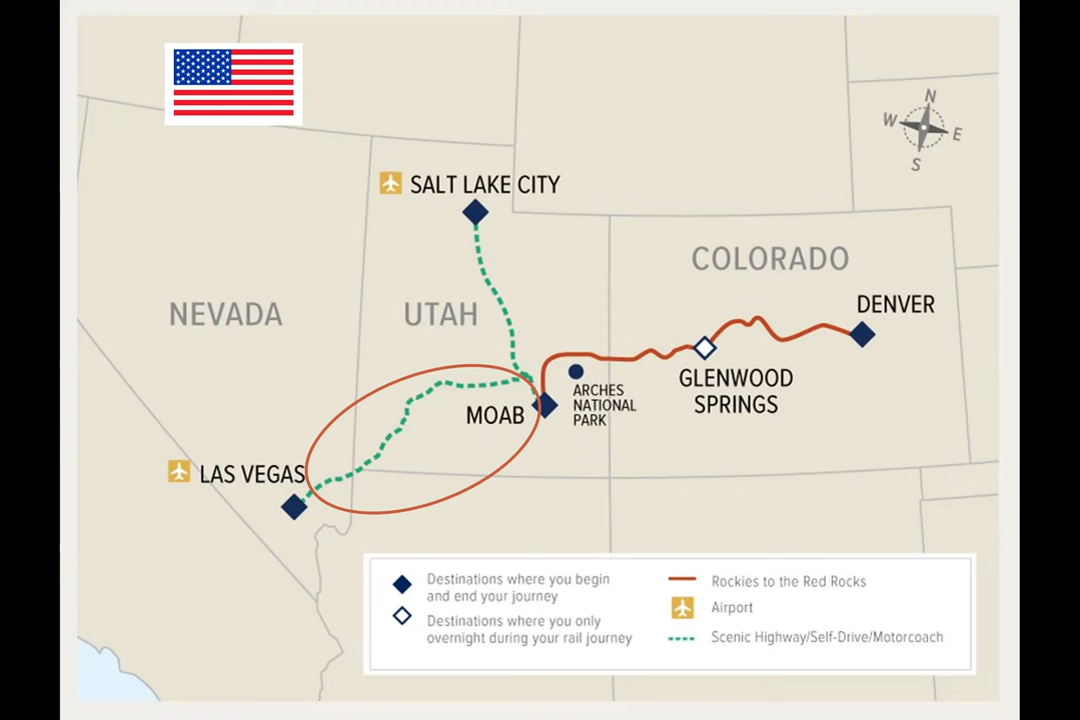 N
W
E
S
SALT LAKE CITY
COLORADO
NEVADA
UTAH
DENVER
GLENWOOD
SPRINGS
ARCHES
NATIONAL
PARK
MOAB
LAS VEGAS
Destinations where you begin
and end your journey
Destinations where you only
overnight during your rail journey
Rockies to the Red Rocks
Airport
Scenic Highway/Self-Drive/Motorcoach